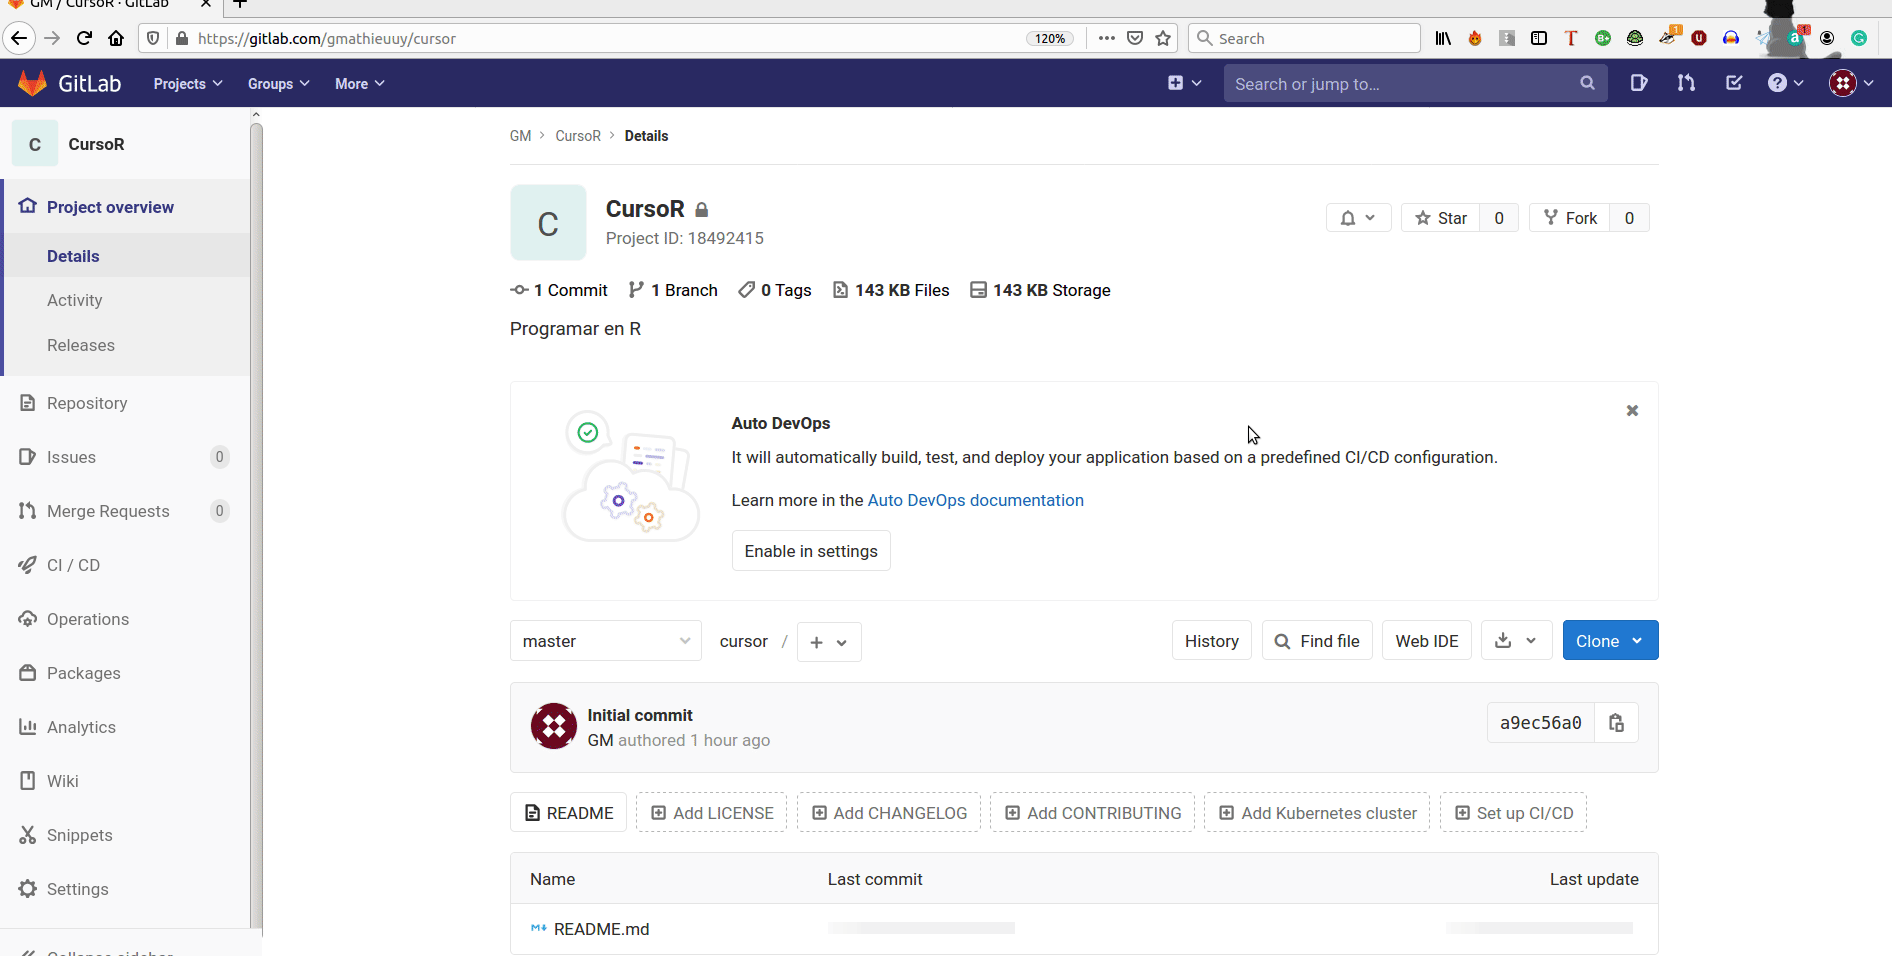 GM / CursoR · GitLab
https://gitlab.com/gmathieuuy/cursor
120%
Search
GitLab
Projects
Groups
More
Search or jump to...
C
CursoR
Project overview
Details
Activity
Releases
Repository
Issues
0
Merge Requests
0
CI / CD
Operations
Packages
Analytics
Wiki
Snippets
Settings
Collapse sidebar
GM > CursoR > Details
C
CursoR
Project ID: 18492415
Star
0
Fork
0
1 Commit
1 Branch
0 Tags
143 KB Files
143 KB Storage
Programar en R
Auto DevOps
It will automatically build, test, and deploy your application based on a predefined CI/CD configuration.
Learn more in the Auto DevOps documentation
Enable in settings
master
cursor /
History
Find file
Web IDE
Clone
Initial commit
GM authored 1 hour ago
a9ec56a0
README
Add LICENSE
Add CHANGELOG
Add CONTRIBUTING
Add Kubernetes cluster
Set up CI/CD
Name
Last commit
Last update
README.md